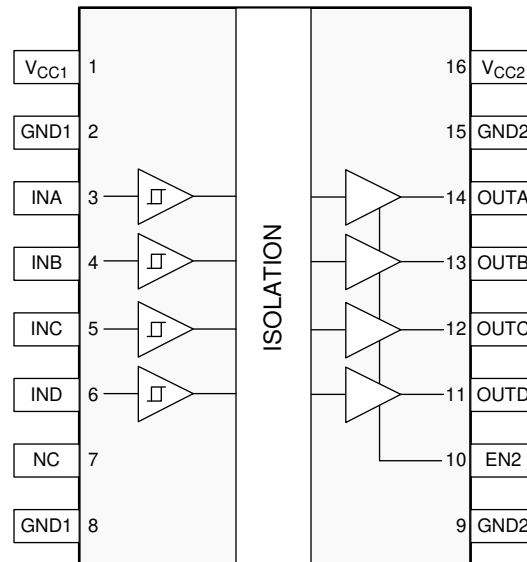 VCC1 1 16 VCC2
GND1 2 15 GND2
INA 3 14 OUTA
INB 4 13 OUTB
INC 5 12 OUTC
IND 6 11 OUTD
NC 7 10 EN2
GND1 8 9 GND2
ISOLATION